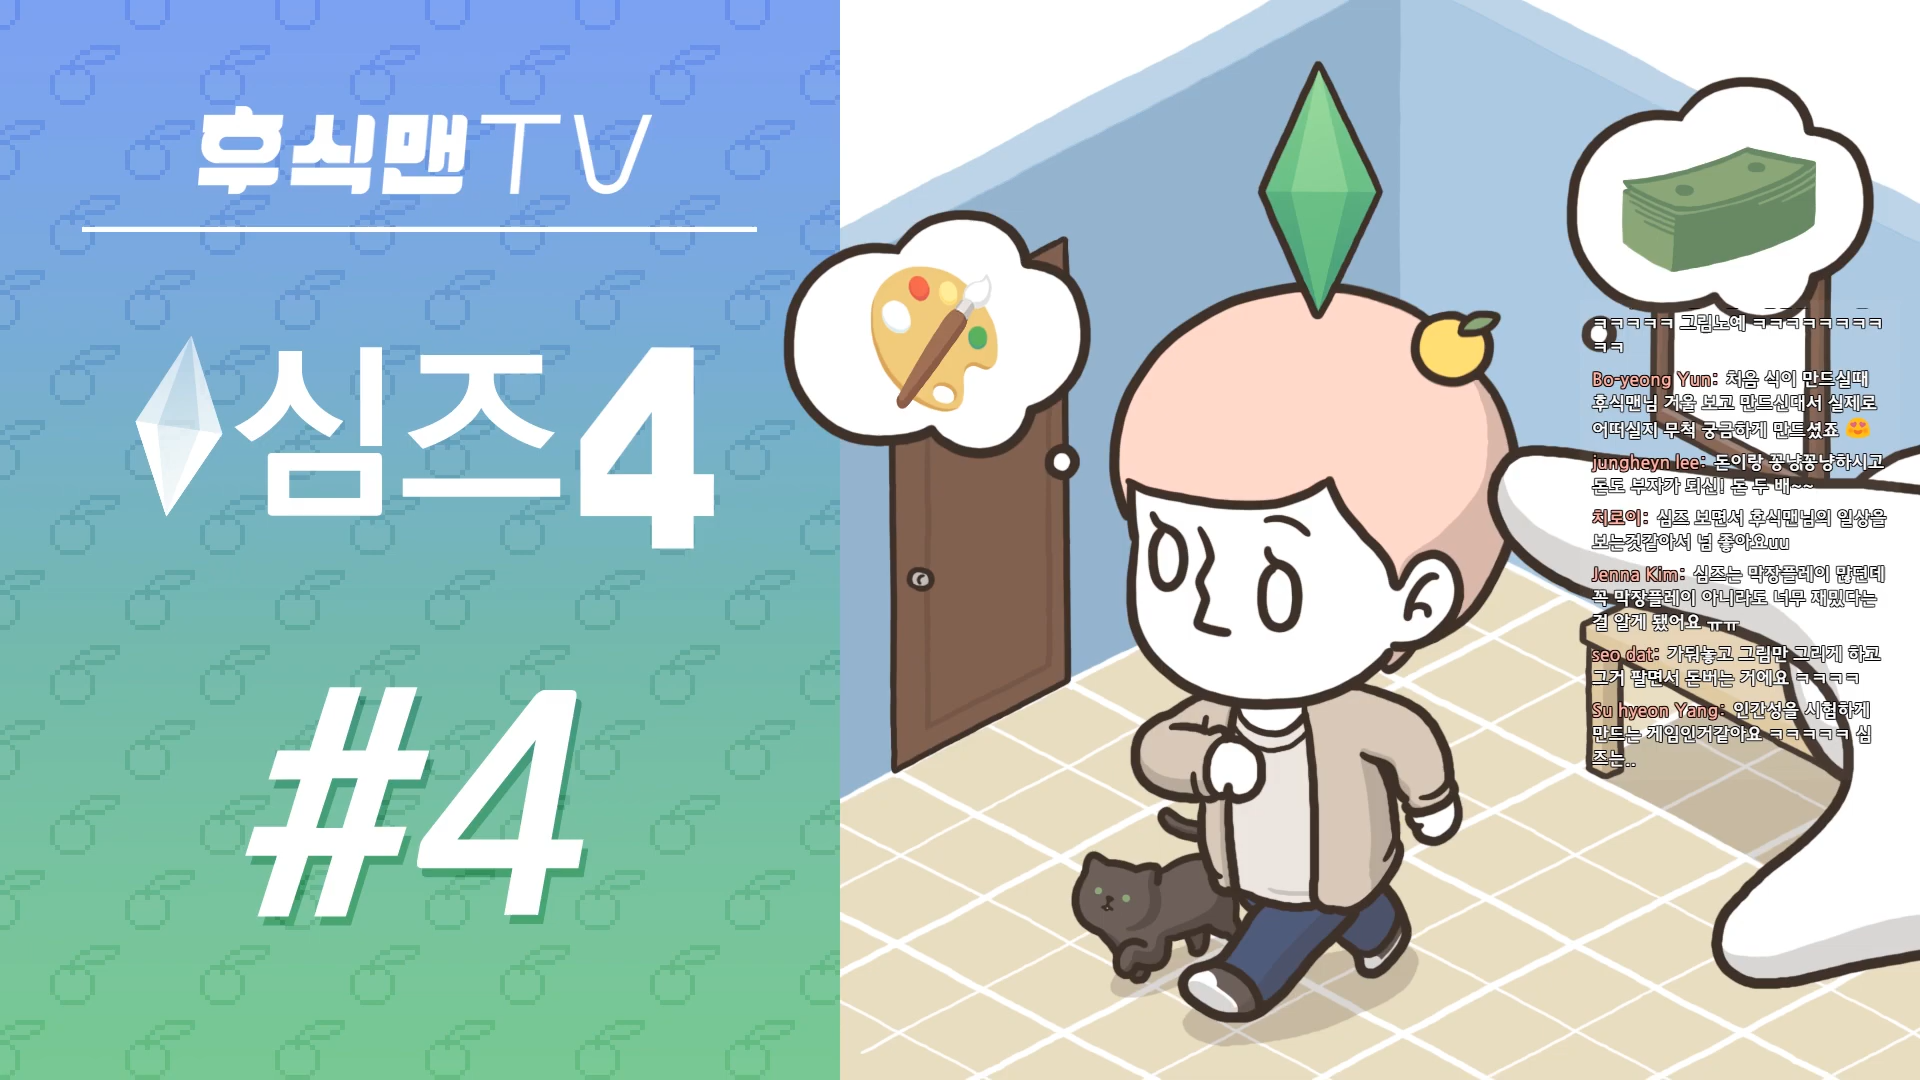 후식맨TV
심즈4
#4
ㅋㅋㅋㅋㅋ 그림노예 ㅋㅋㅋㅋㅋㅋㅋㅋ
ㅋㅋ
Bo-yeong Yun: 처음 식이 만드실때
후식맨님 거울 보고 만드신대서 실제로
어떠실지 무척 궁금하게 만드셨죠 😍
jungheyn lee: 돈이랑 꽁냥꽁냥하시고
돈도 부자가 되신! 돈 두 배~~
치로이: 심즈 보면서 후식맨님의 일상을
보는것같아서 넘 좋아요uu
Jenna Kim: 심즈는 막장플레이 많던데
꼭 막장플레이 아니라도 너무 재밌다는
걸 알게 됐어요 ㅠㅠ
seo dat: 가둬놓고 그림만 그리게 하고
그거 팔면서 돈버는 거에요 ㅋㅋㅋㅋ
Su hyeon Yang: 인간성을 시험하게
만드는 게임인거같아요 ㅋㅋㅋㅋㅋ 심
즈는..